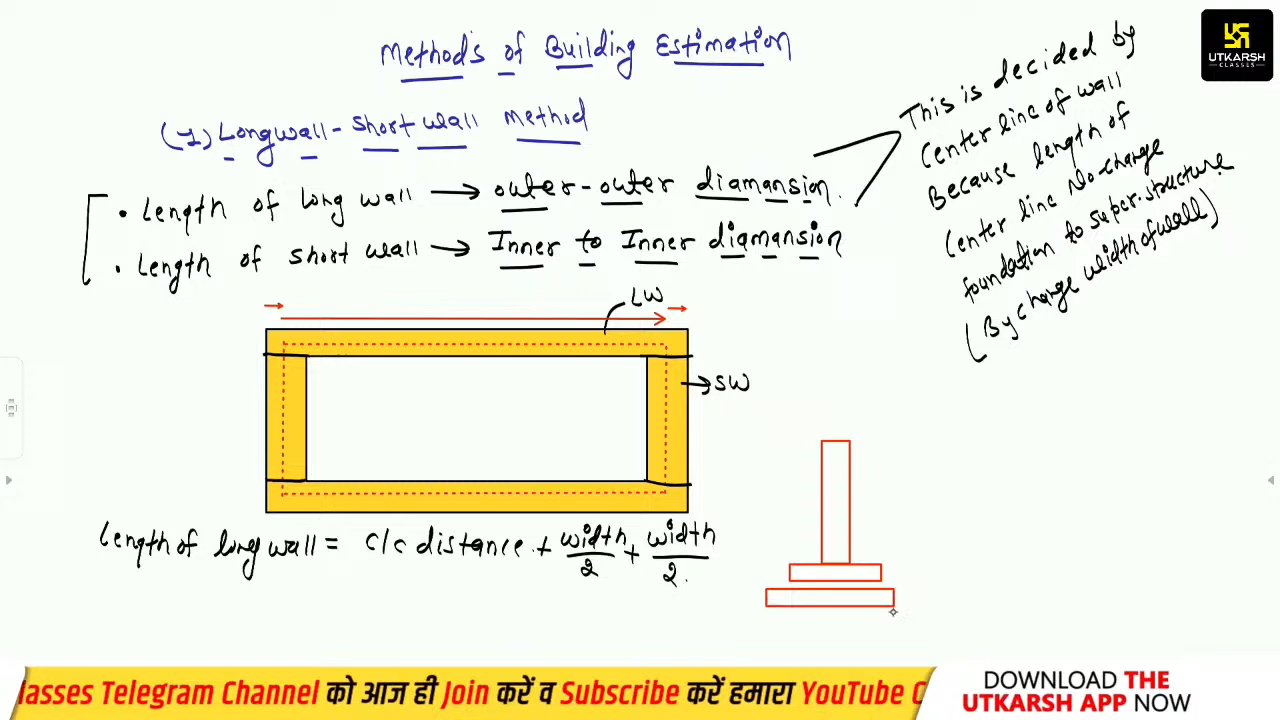 Methods of Building Estimation
UTKARSH
CLASSES
(1) Longwall-short wall method
This is decided by
Center line of wall
Because length of
Center line No-change
foundation to super-structure
(By change width of wall)
• Length of long wall → outer-outer diamansion.
• Length of short wall → Inner to Inner diamansion
LW
SW
Length of long wall = c/c distance + width/2 + width/2.
lasses Telegram Channel को आज ही Join करें व Subscribe करें हमारा YouTube C
DOWNLOAD THE
UTKARSH APP NOW